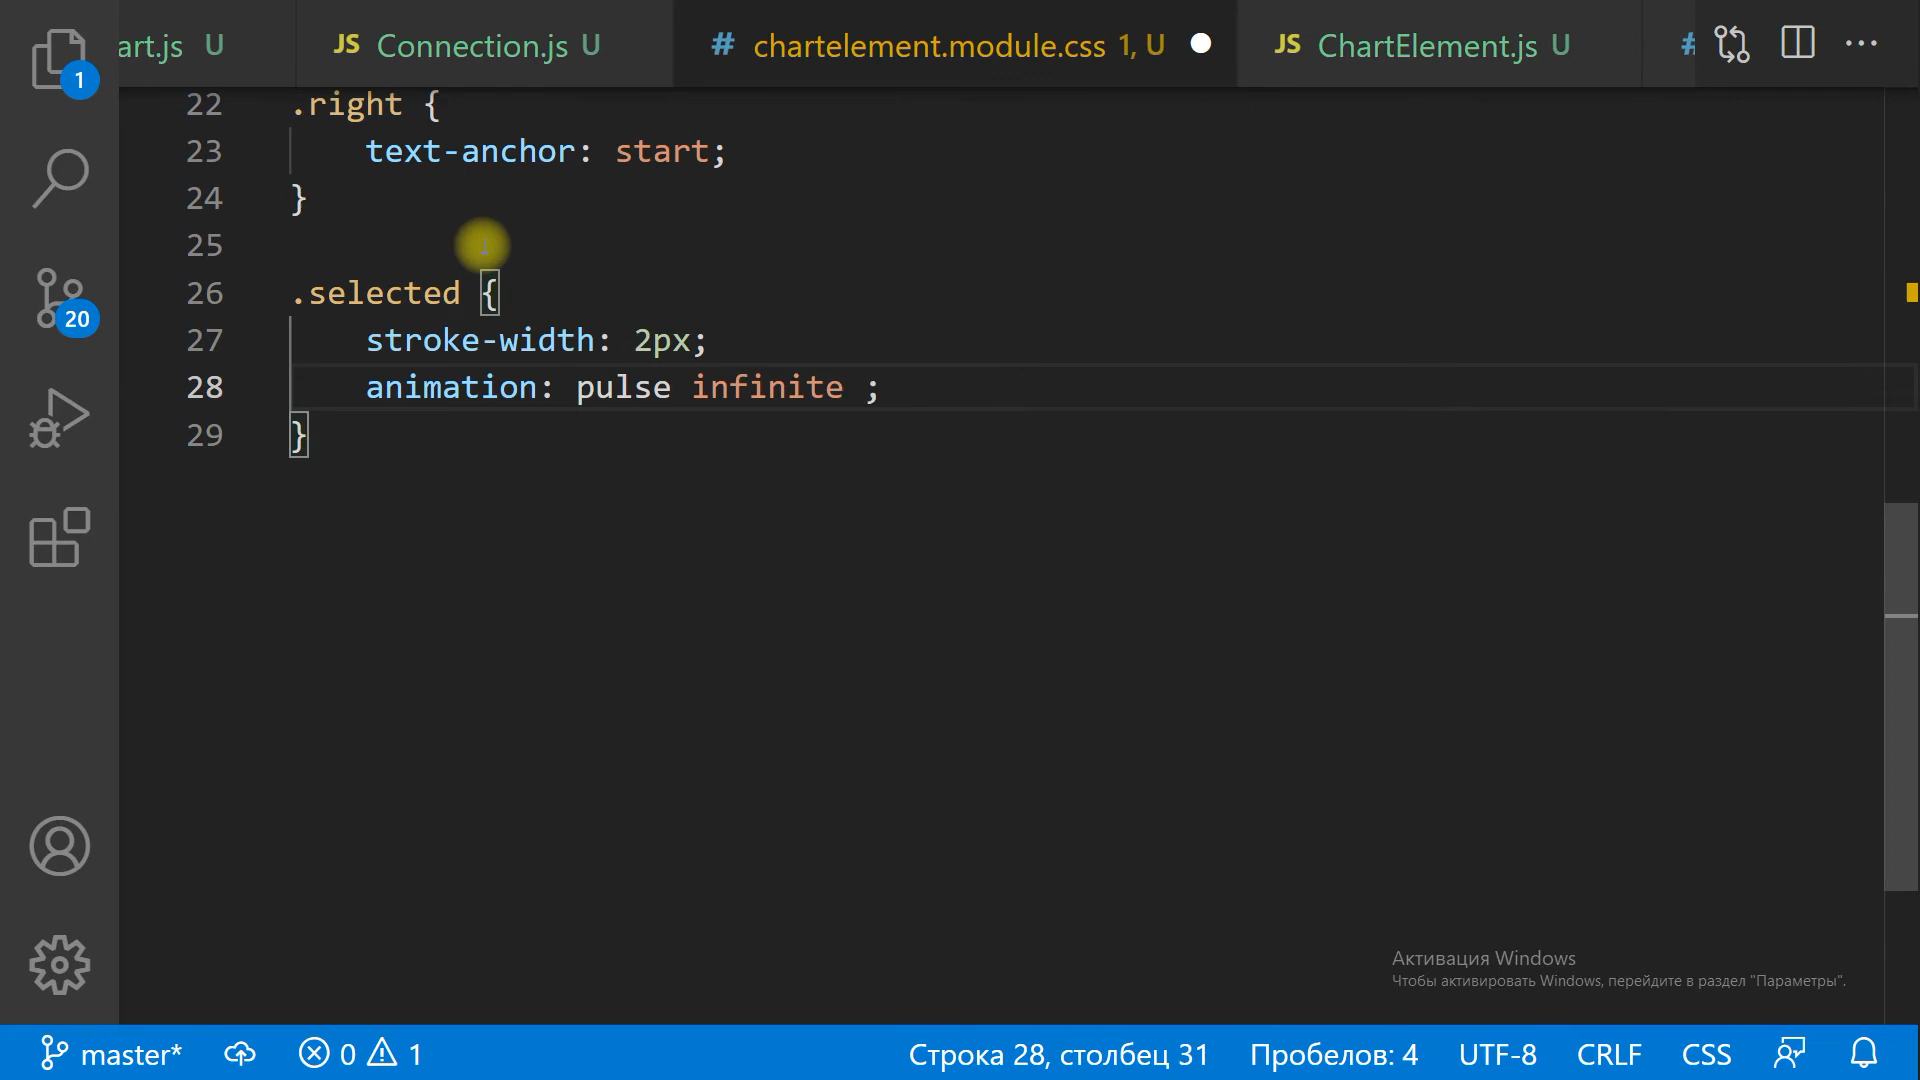 art.js U
JS Connection.js U
# chartelement.module.css 1, U
JS ChartElement.js U
#
1
20
22 .right {
23 text-anchor: start;
24 }
25
26 .selected {
27 stroke-width: 2px;
28 animation: pulse infinite ;
29 }
Активация Windows
Чтобы активировать Windows, перейдите в раздел "Параметры".
master* 0 1 Строка 28, столбец 31 Пробелов: 4 UTF-8 CRLF CSS